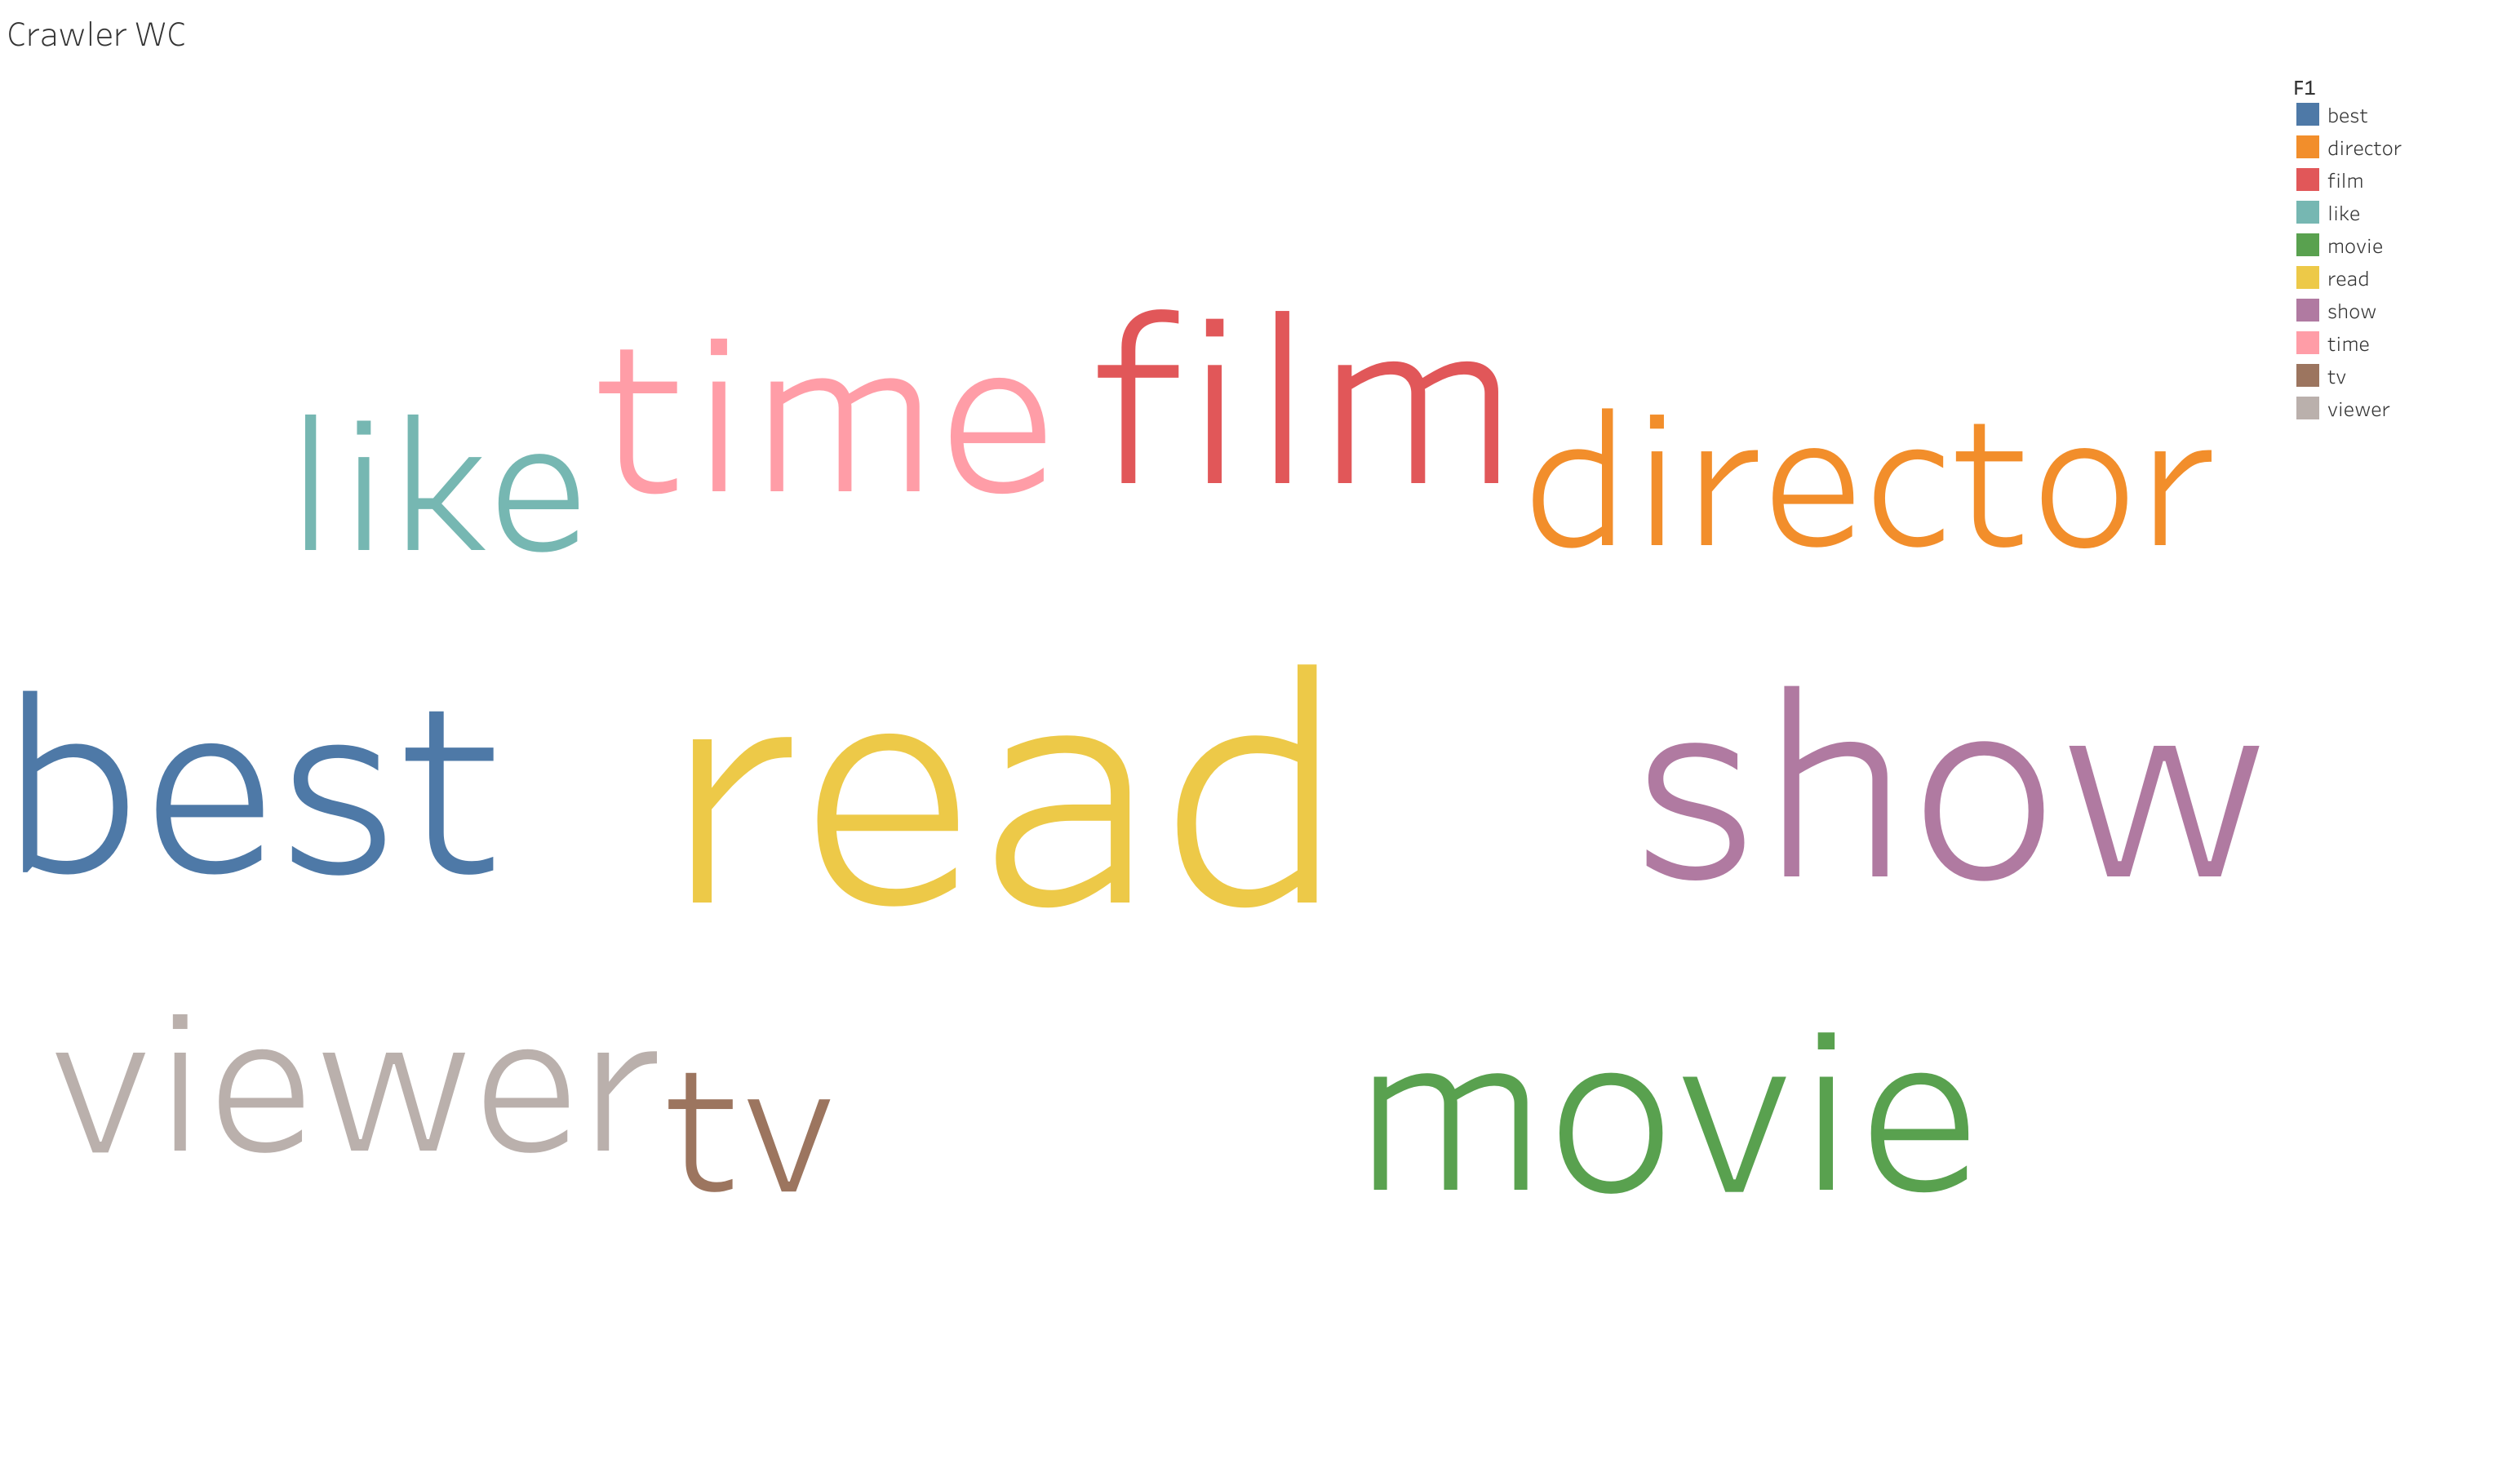 Crawler WC
F1
best
director
film
like
movie
read
show
time
tv
viewer
like time film director
best read show
viewer tv movie